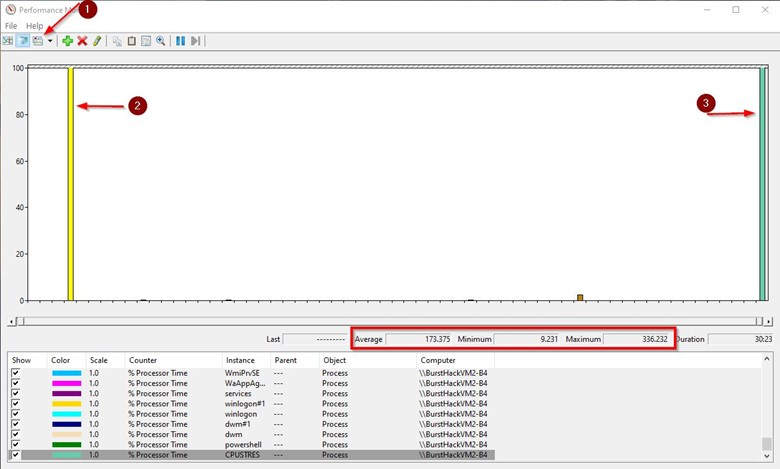 1
Performance M
File Help
100
80
60
40
20
0
2
3
Last --------- Average 173.375 Minimum 9.231 Maximum 336.232 Duration 30:23
Show Color Scale Counter Instance Parent Object Computer
1.0 % Processor Time WmiPrvSE --- Process \\BurstHackVM2-B4
1.0 % Processor Time WaAppAg... --- Process \\BurstHackVM2-B4
1.0 % Processor Time services --- Process \\BurstHackVM2-B4
1.0 % Processor Time winlogon#1 --- Process \\BurstHackVM2-B4
1.0 % Processor Time winlogon --- Process \\BurstHackVM2-B4
1.0 % Processor Time dwm#1 --- Process \\BurstHackVM2-B4
1.0 % Processor Time dwm --- Process \\BurstHackVM2-B4
1.0 % Processor Time powershell --- Process \\BurstHackVM2-B4
1.0 % Processor Time CPUSTRES --- Process \\BurstHackVM2-B4